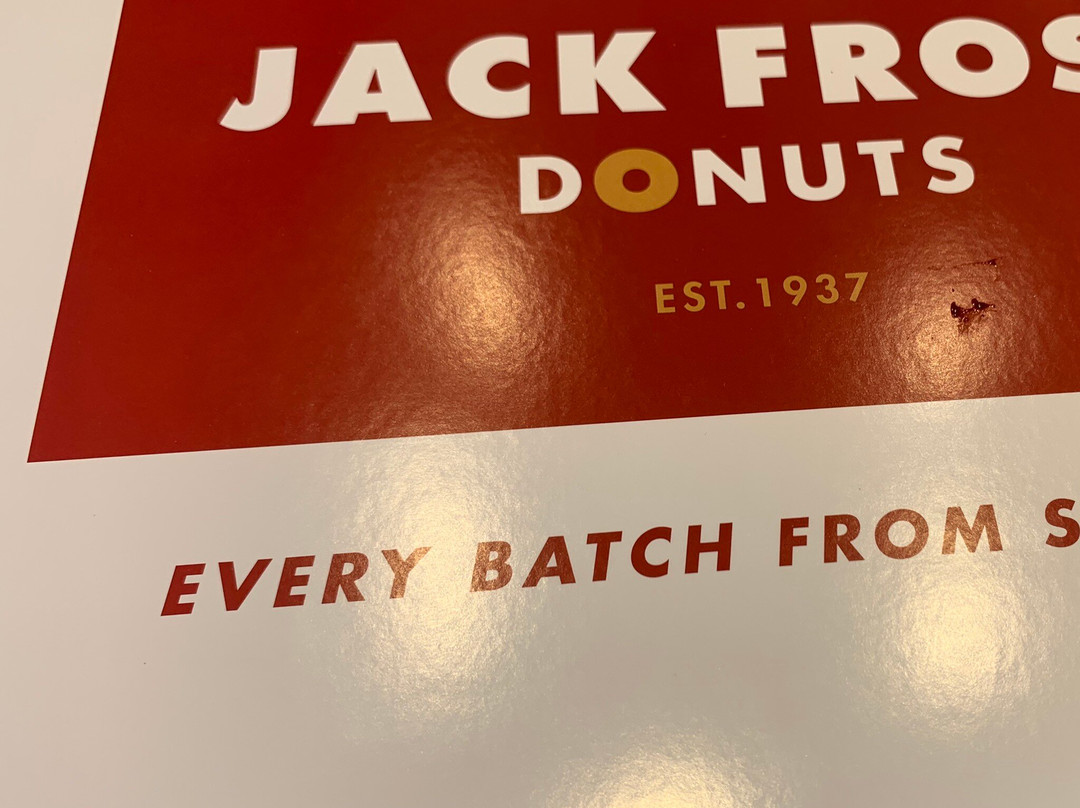 JACK FROS
DONUTS
EST.1937
EVERY BATCH FROM S